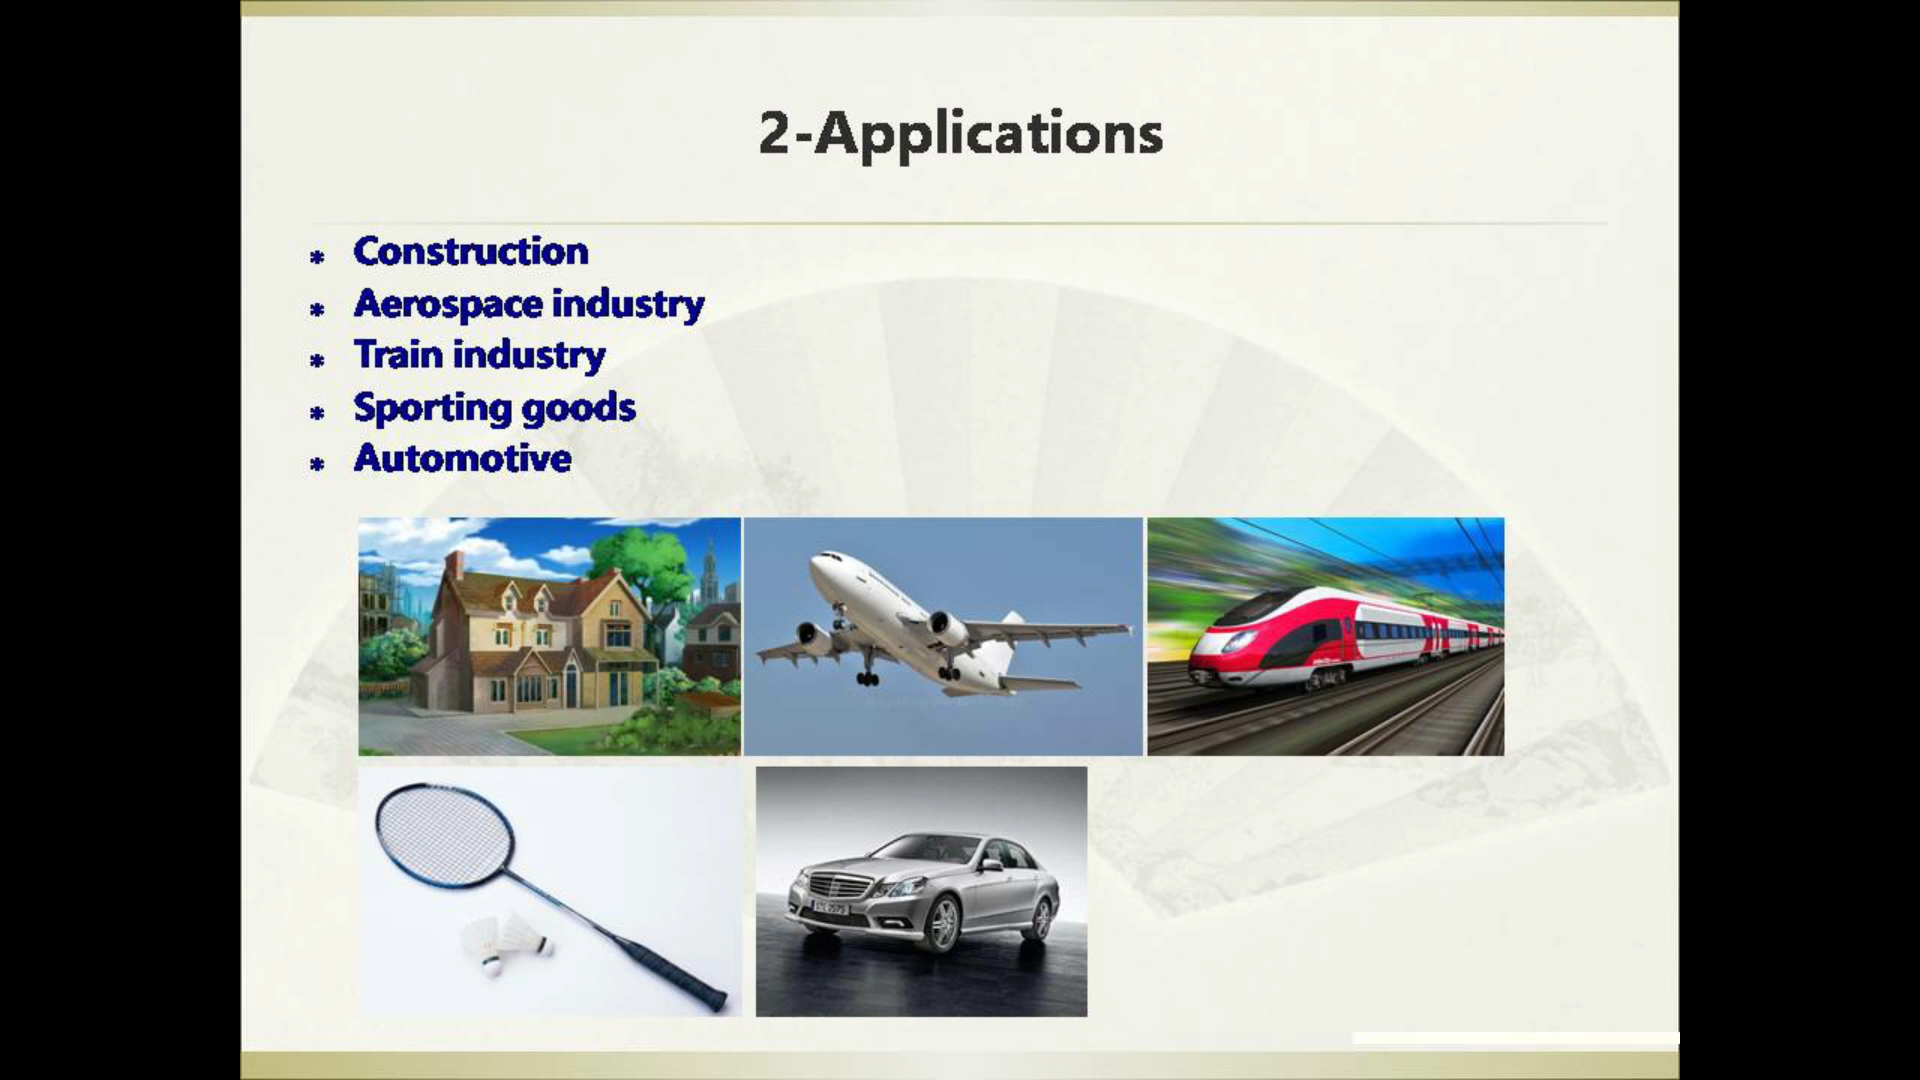 2-Applications
* Construction
* Aerospace industry
* Train industry
* Sporting goods
* Automotive